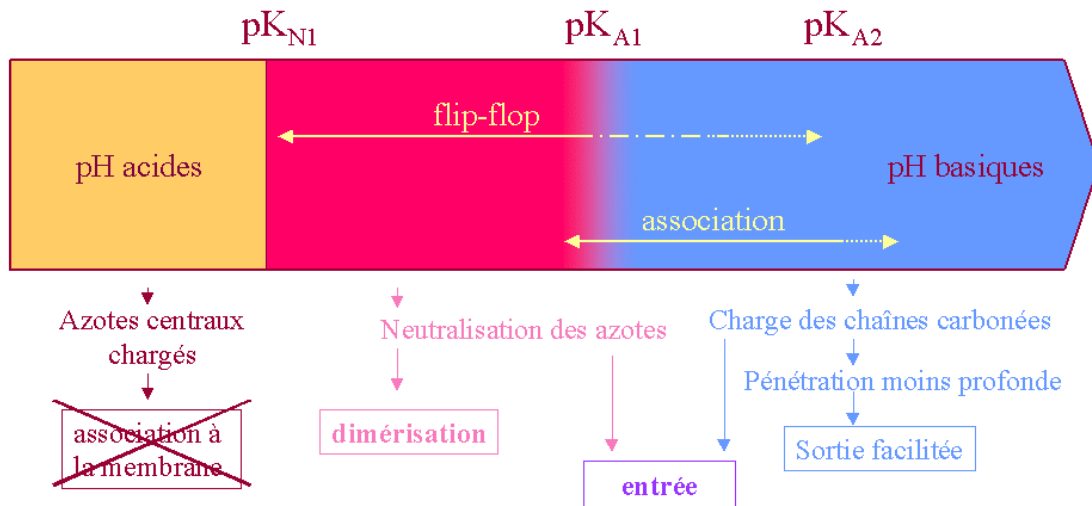 pKN1
pKA1
pKA2
flip-flop
pH acides
pH basiques
association
Azotes centraux
chargés
Neutralisation des azotes
Charge des chaînes carbonées
Pénétration moins profonde
association à
la membrane
dimérisation
Sortie facilitée
entrée